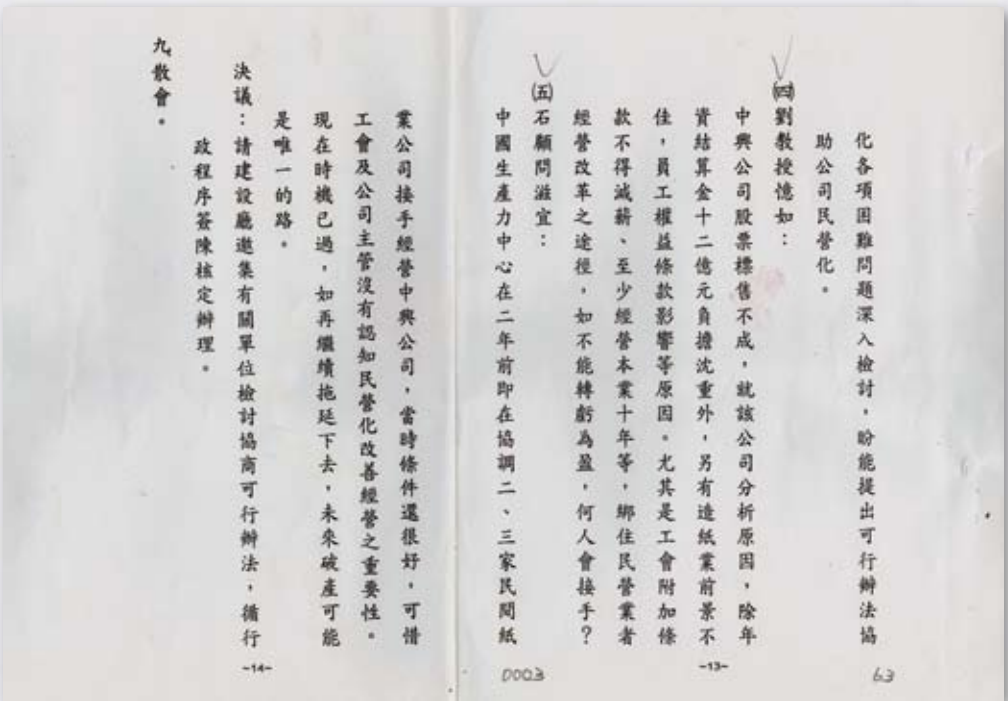 化各項困難問題深入檢討，盼能提出可行辦法協
助公司民營化。
㈣劉教授憶如：
中興公司股票標售不成，就該公司分析原因，除年
資結算金十二億元負擔沈重外，另有造紙業前景不
佳，員工權益條款影響等原因。尤其是工會附加條
款不得減薪、至少經營本業十年等，綁住民營業者
經營改革之途徑，如不能轉虧為盈，何人會接手？
㈤石顧問滋宜：
中國生產力中心在二年前即在協調二、三家民間紙
-13-
63
0003
業公司接手經營中興公司，當時條件還很好，可惜
工會及公司主管沒有認知民營化改善經營之重要性。
現在時機已過，如再繼續拖延下去，未來破產可能
是唯一的路。
決議：請建設廳邀集有關單位檢討協商可行辦法，循行
政程序簽陳核定辦理。
九、散會。
-14-